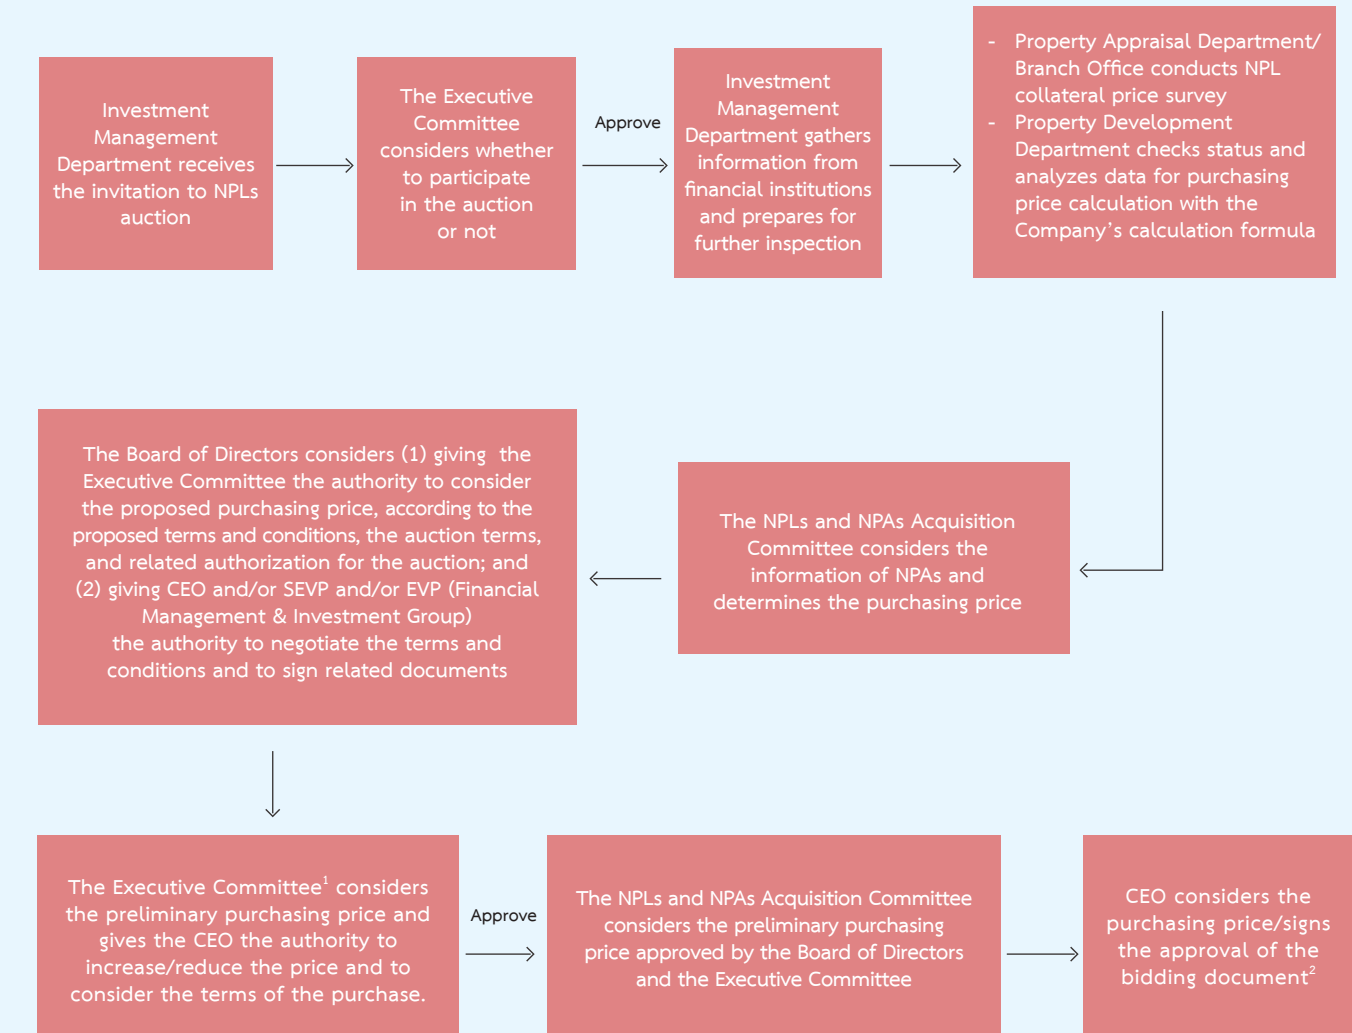 Investment
Management
Department receives
the invitation to NPLs
auction
The Executive
Committee
considers whether
to participate
in the auction
or not
Approve
Investment
Management
Department gathers
information from
financial institutions
and prepares for
further inspection
- Property Appraisal Department/
Branch Office conducts NPL
collateral price survey
- Property Development
Department checks status and
analyzes data for purchasing
price calculation with the
Company's calculation formula
The NPLs and NPAs Acquisition
Committee considers the
information of NPAs and
determines the purchasing price
The Board of Directors considers (1) giving the
Executive Committee the authority to consider
the proposed purchasing price, according to the
proposed terms and conditions, the auction terms,
and related authorization for the auction; and
(2) giving CEO and/or SEVP and/or EVP (Financial
Management & Investment Group)
the authority to negotiate the terms and
conditions and to sign related documents
The Executive Committee¹ considers
the preliminary purchasing price and
gives the CEO the authority to
increase/reduce the price and to
consider the terms of the purchase.
Approve
The NPLs and NPAs Acquisition Committee
considers the preliminary purchasing
price approved by the Board of Directors
and the Executive Committee
CEO considers the
purchasing price/signs
the approval of the
bidding document²